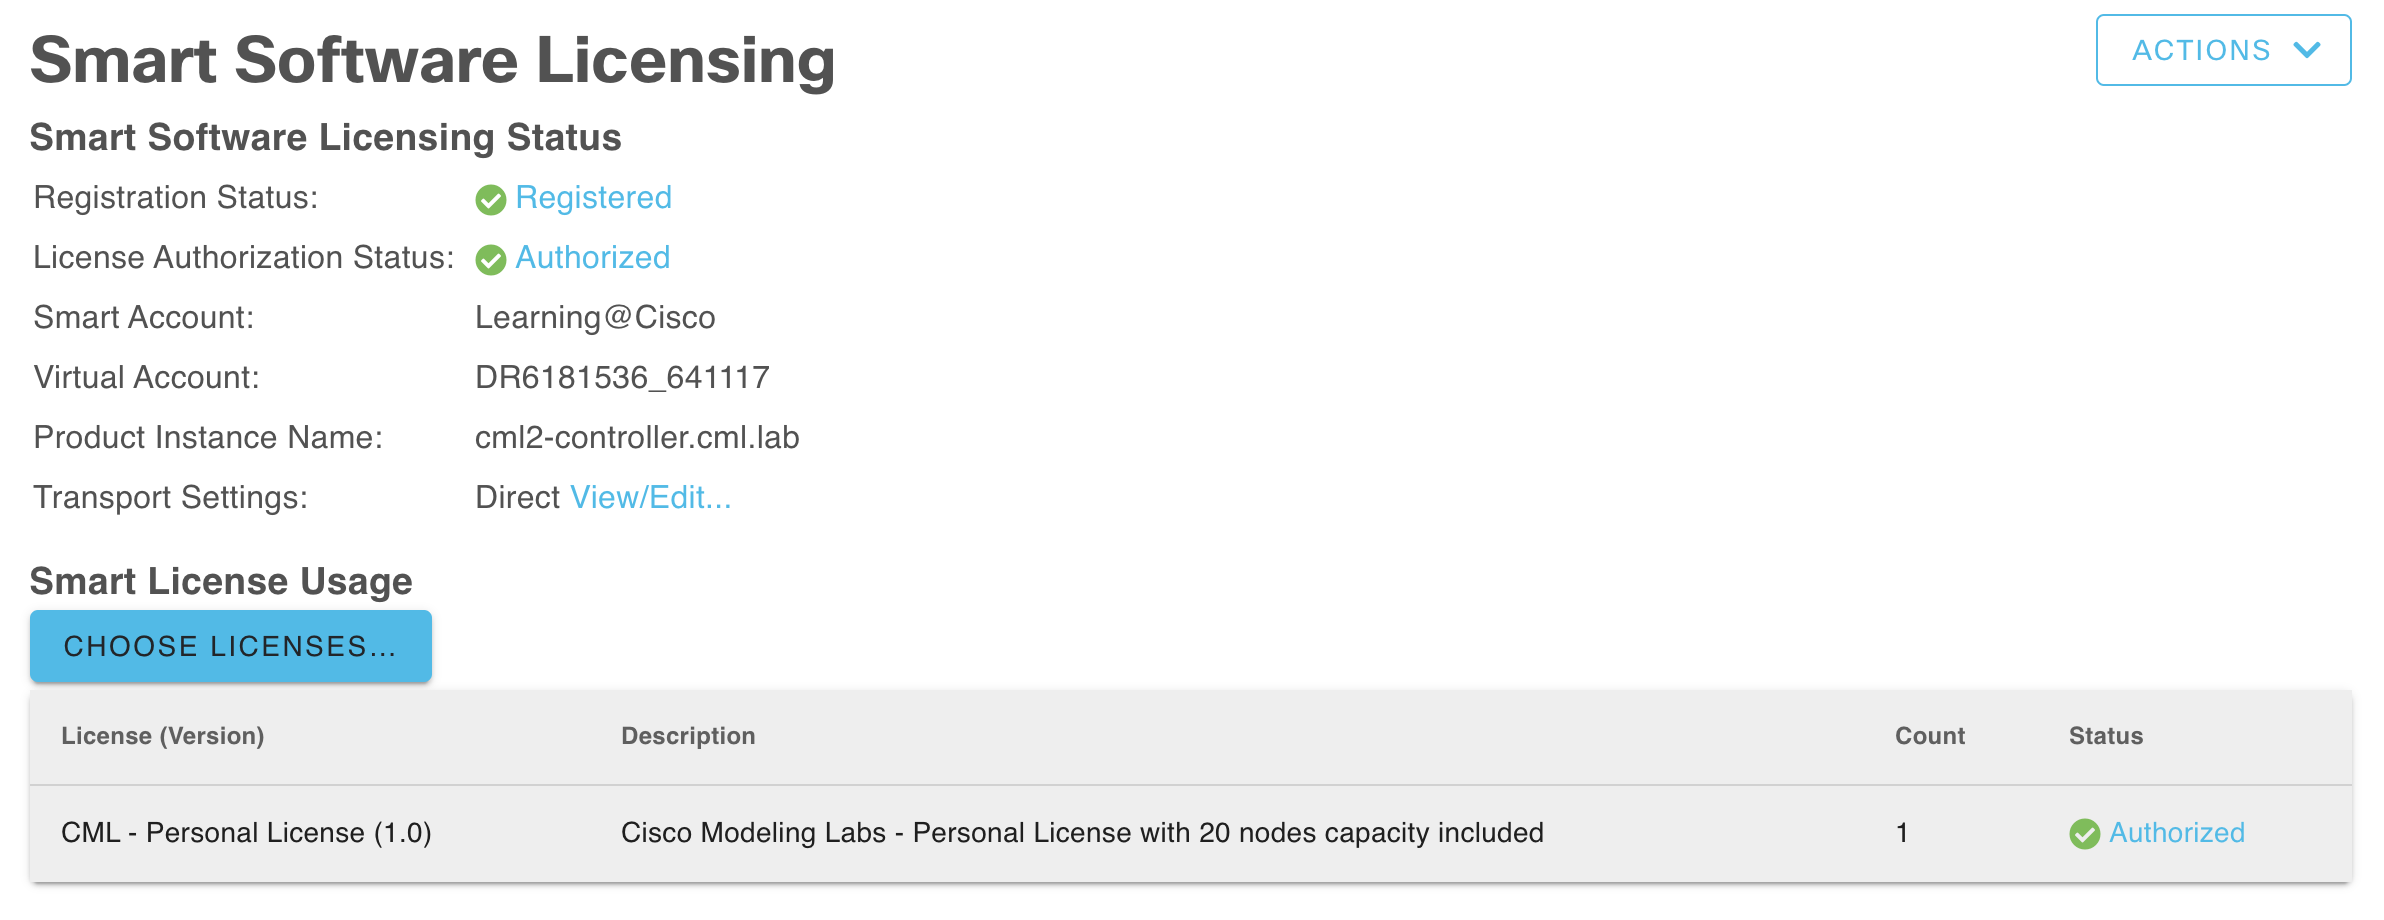 Smart Software Licensing
ACTIONS
Smart Software Licensing Status
Registration Status: Registered
License Authorization Status: Authorized
Smart Account: Learning@Cisco
Virtual Account: DR6181536_641117
Product Instance Name: cml2-controller.cml.lab
Transport Settings: Direct View/Edit...
Smart License Usage
CHOOSE LICENSES...
License (Version) Description Count Status
CML - Personal License (1.0) Cisco Modeling Labs - Personal License with 20 nodes capacity included 1 Authorized